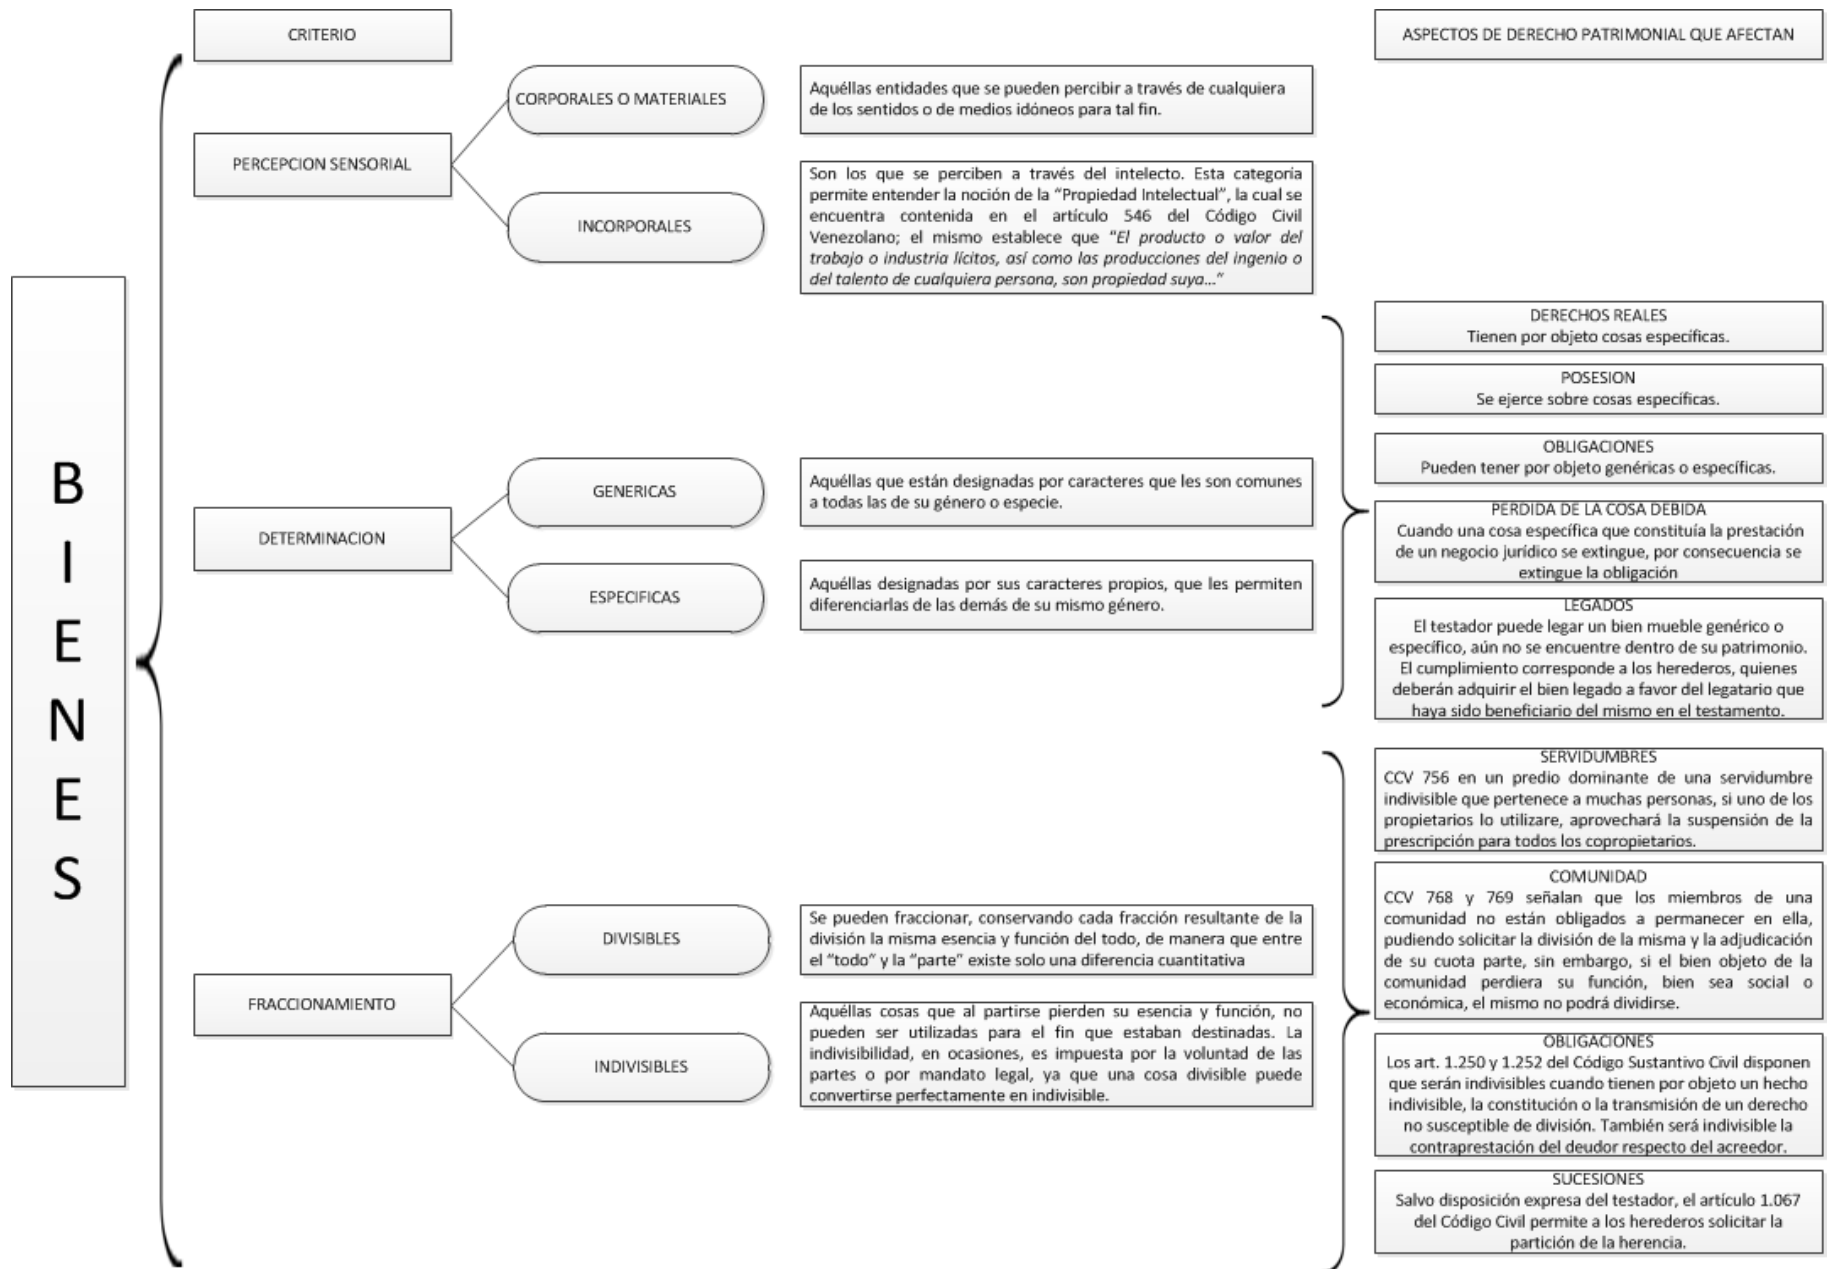 BIENES
CRITERIO
ASPECTOS DE DERECHO PATRIMONIAL QUE AFECTAN
PERCEPCION SENSORIAL
CORPORALES O MATERIALES
Aquéllas entidades que se pueden percibir a través de cualquiera
de los sentidos o de medios idóneos para tal fin.
INCORPORALES
Son los que se perciben a través del intelecto. Esta categoría
permite entender la noción de la “Propiedad Intelectual”, la cual se
encuentra contenida en el artículo 546 del Código Civil
Venezolano; el mismo establece que “El producto o valor del
trabajo o industria lícitos, así como las producciones del ingenio o
del talento de cualquiera persona, son propiedad suya…”
DETERMINACION
GENERICAS
Aquéllas que están designadas por caracteres que les son comunes
a todas las de su género o especie.
ESPECIFICAS
Aquéllas designadas por sus caracteres propios, que les permiten
diferenciarlas de las demás de su mismo género.
DERECHOS REALES
Tienen por objeto cosas específicas.
POSESION
Se ejerce sobre cosas específicas.
OBLIGACIONES
Pueden tener por objeto genéricas o específicas.
PERDIDA DE LA COSA DEBIDA
Cuando una cosa específica que constituía la prestación
de un negocio jurídico se extingue, por consecuencia se
extingue la obligación
LEGADOS
El testador puede legar un bien mueble genérico o
específico, aún no se encuentre dentro de su patrimonio.
El cumplimiento corresponde a los herederos, quienes
deberán adquirir el bien legado a favor del legatario que
haya sido beneficiario del mismo en el testamento.
FRACCIONAMIENTO
DIVISIBLES
Se pueden fraccionar, conservando cada fracción resultante de la
división la misma esencia y función del todo, de manera que entre
el “todo” y la “parte” existe solo una diferencia cuantitativa
INDIVISIBLES
Aquéllas cosas que al partirse pierden su esencia y función, no
pueden ser utilizadas para el fin que estaban destinadas. La
indivisibilidad, en ocasiones, es impuesta por la voluntad de las
partes o por mandato legal, ya que una cosa divisible puede
convertirse perfectamente en indivisible.
SERVIDUMBRES
CCV 756 en un predio dominante de una servidumbre
indivisible que pertenece a muchas personas, si uno de los
propietarios lo utilizare, aprovechará la suspensión de la
prescripción para todos los copropietarios.
COMUNIDAD
CCV 768 y 769 señalan que los miembros de una
comunidad no están obligados a permanecer en ella,
pudiendo solicitar la división de la misma y la adjudicación
de su cuota parte, sin embargo, si el bien objeto de la
comunidad perdiera su función, bien sea social o
económica, el mismo no podrá dividirse.
OBLIGACIONES
Los art. 1.250 y 1.252 del Código Sustantivo Civil disponen
que serán indivisibles cuando tienen por objeto un hecho
indivisible, la constitución o la transmisión de un derecho
no susceptible de división. También será indivisible la
contraprestación del deudor respecto del acreedor.
SUCESIONES
Salvo disposición expresa del testador, el artículo 1.067
del Código Civil permite a los herederos solicitar la
partición de la herencia.